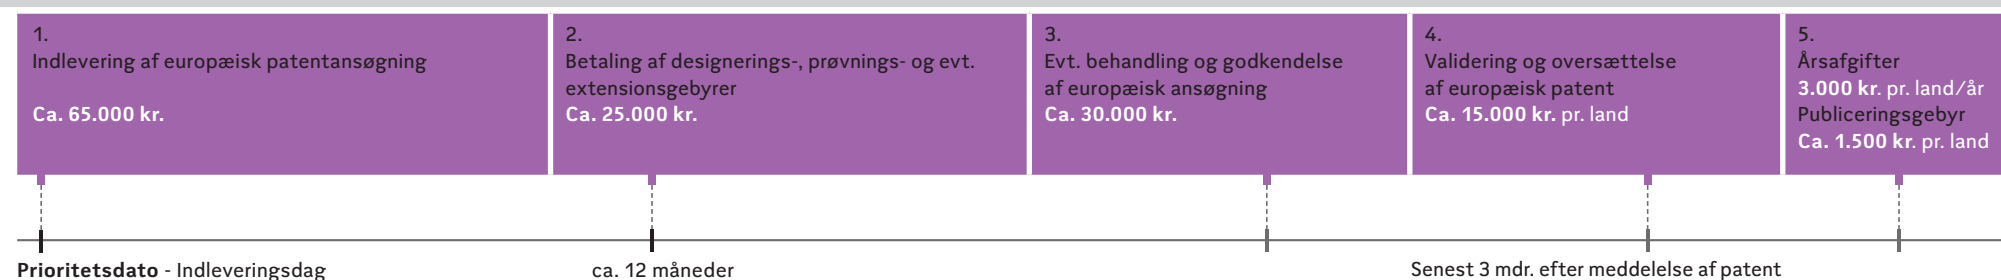 1.
Indlevering af europæisk patentansøgning
Ca. 65.000 kr.
2.
Betaling af designerings-, prøvnings- og evt.
extensionsgebyrer
Ca. 25.000 kr.
3.
Evt. behandling og godkendelse
af europæisk ansøgning
Ca. 30.000 kr.
4.
Validering og oversættelse
af europæisk patent
Ca. 15.000 kr. pr. land
5.
Årsafgifter
3.000 kr. pr. land/år
Publiceringsgebyr
Ca. 1.500 kr. pr. land
Prioritetsdato - Indleveringsdag
ca. 12 måneder
Senest 3 mdr. efter meddelelse af patent